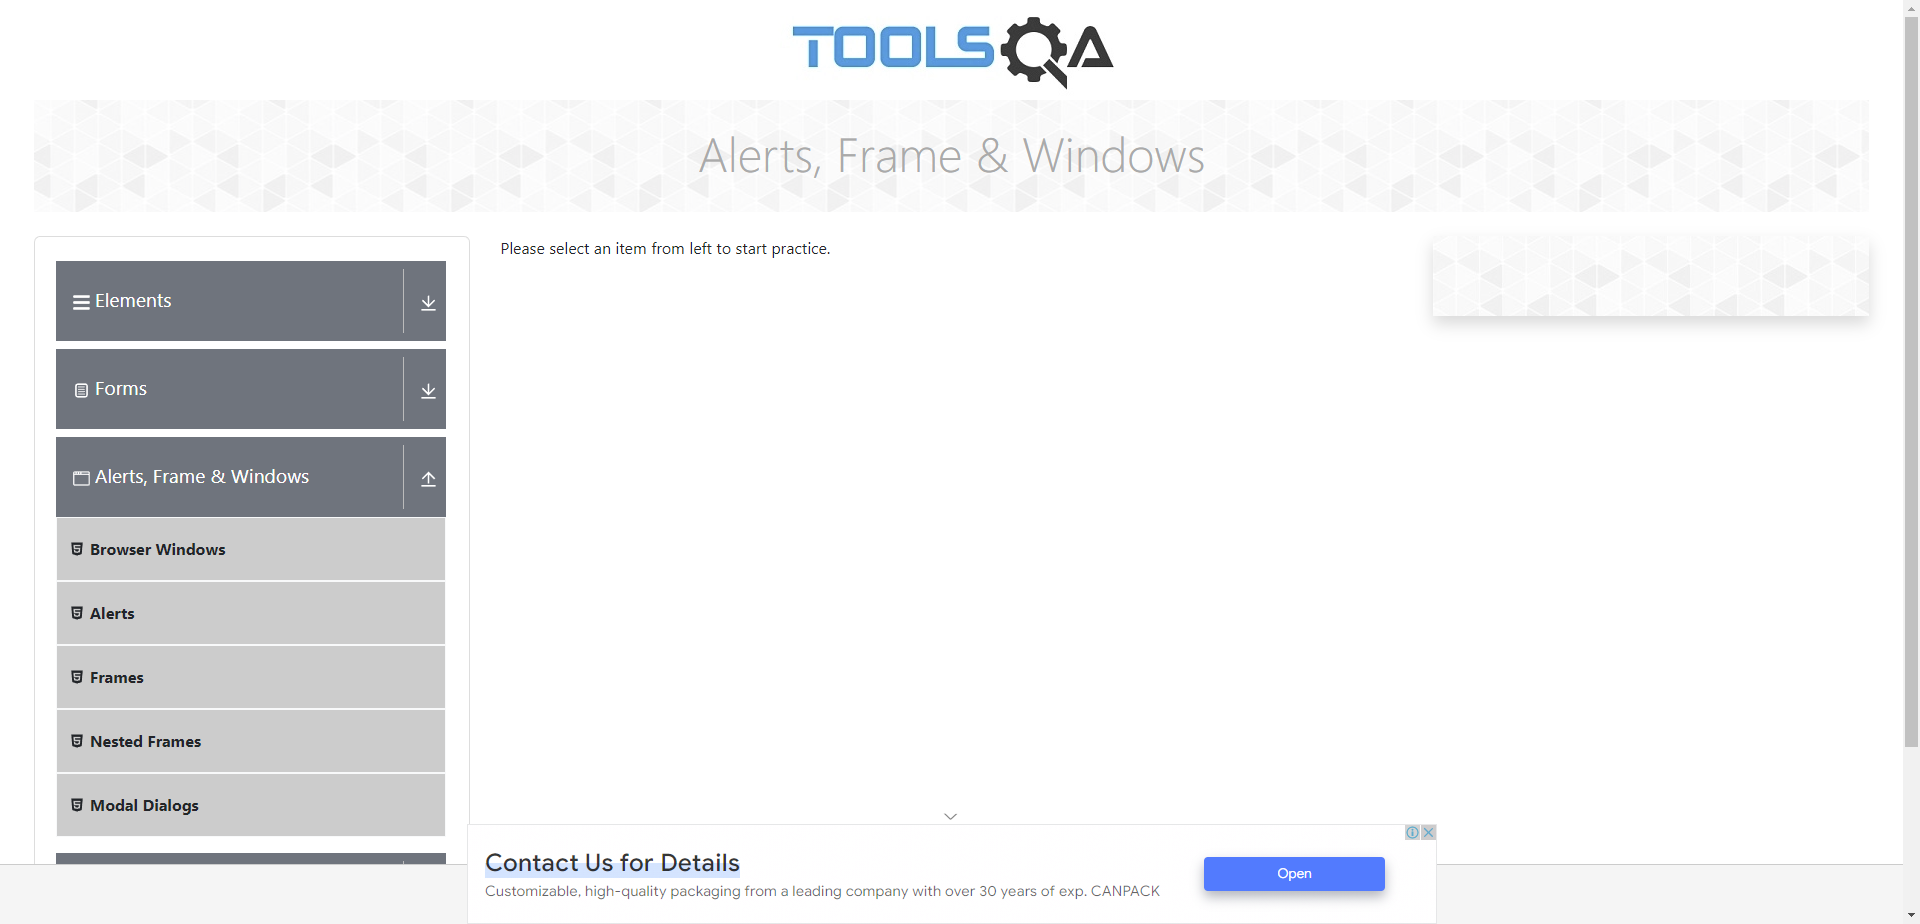 TOOLSQA
Alerts, Frame & Windows
Please select an item from left to start practice.
Elements
Forms
Alerts, Frame & Windows
Browser Windows
Alerts
Frames
Nested Frames
Modal Dialogs
Contact Us for Details
Customizable, high-quality packaging from a leading company with over 30 years of exp. CANPACK
Open